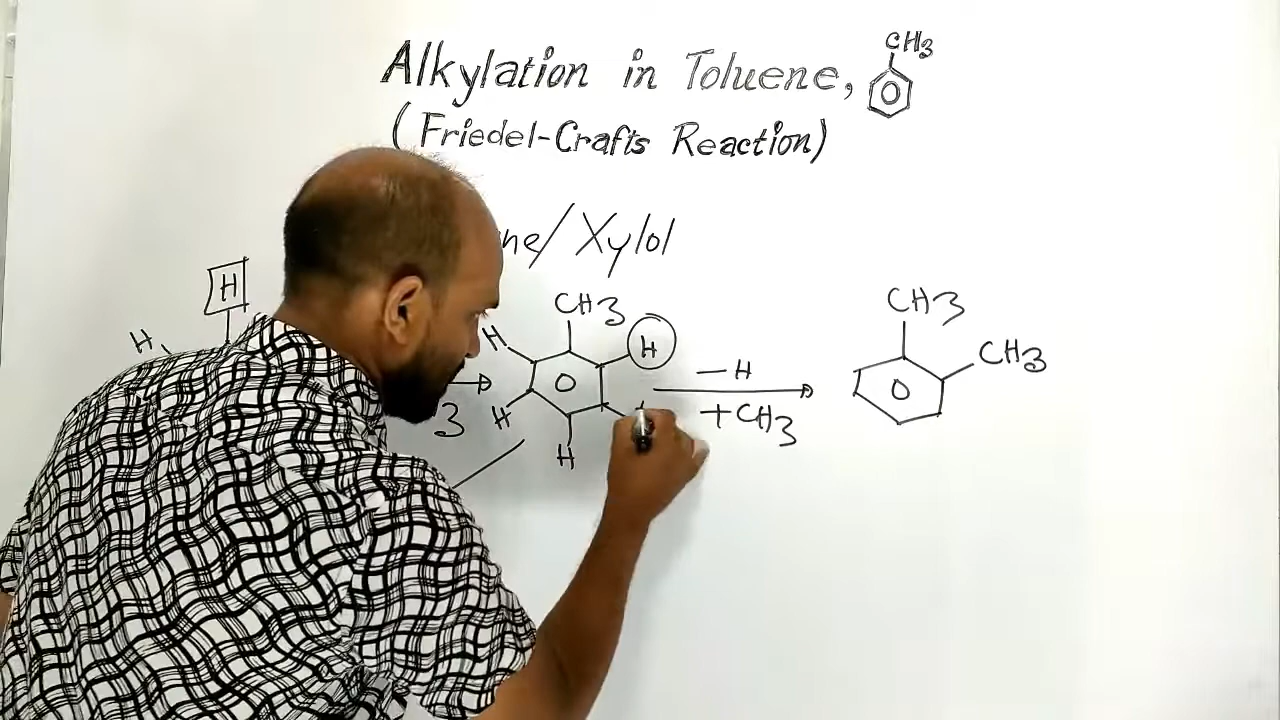 Alkylation in Toluene, CH3
(Friedel-Crafts Reaction)
/Xylol
H
CH3
CH3
H
H
H
CH3
-H
3
H
+CH3
H